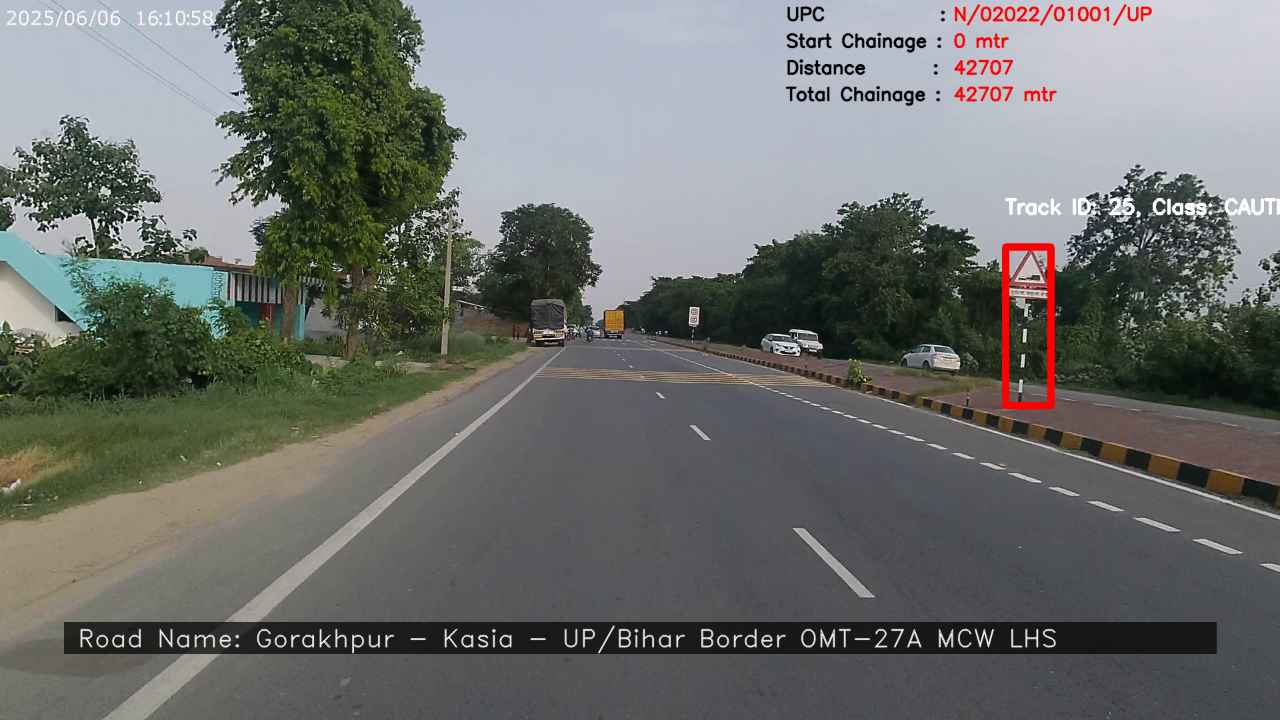 2025/06/06 16:10:58
UPC : N/02022/01001/UP
Start Chainage : 0 mtr
Distance : 42707
Total Chainage : 42707 mtr
Track ID: 25, Class: CAUTI
Road Name: Gorakhpur - Kasia - UP/Bihar Border OMT-27A MCW LHS